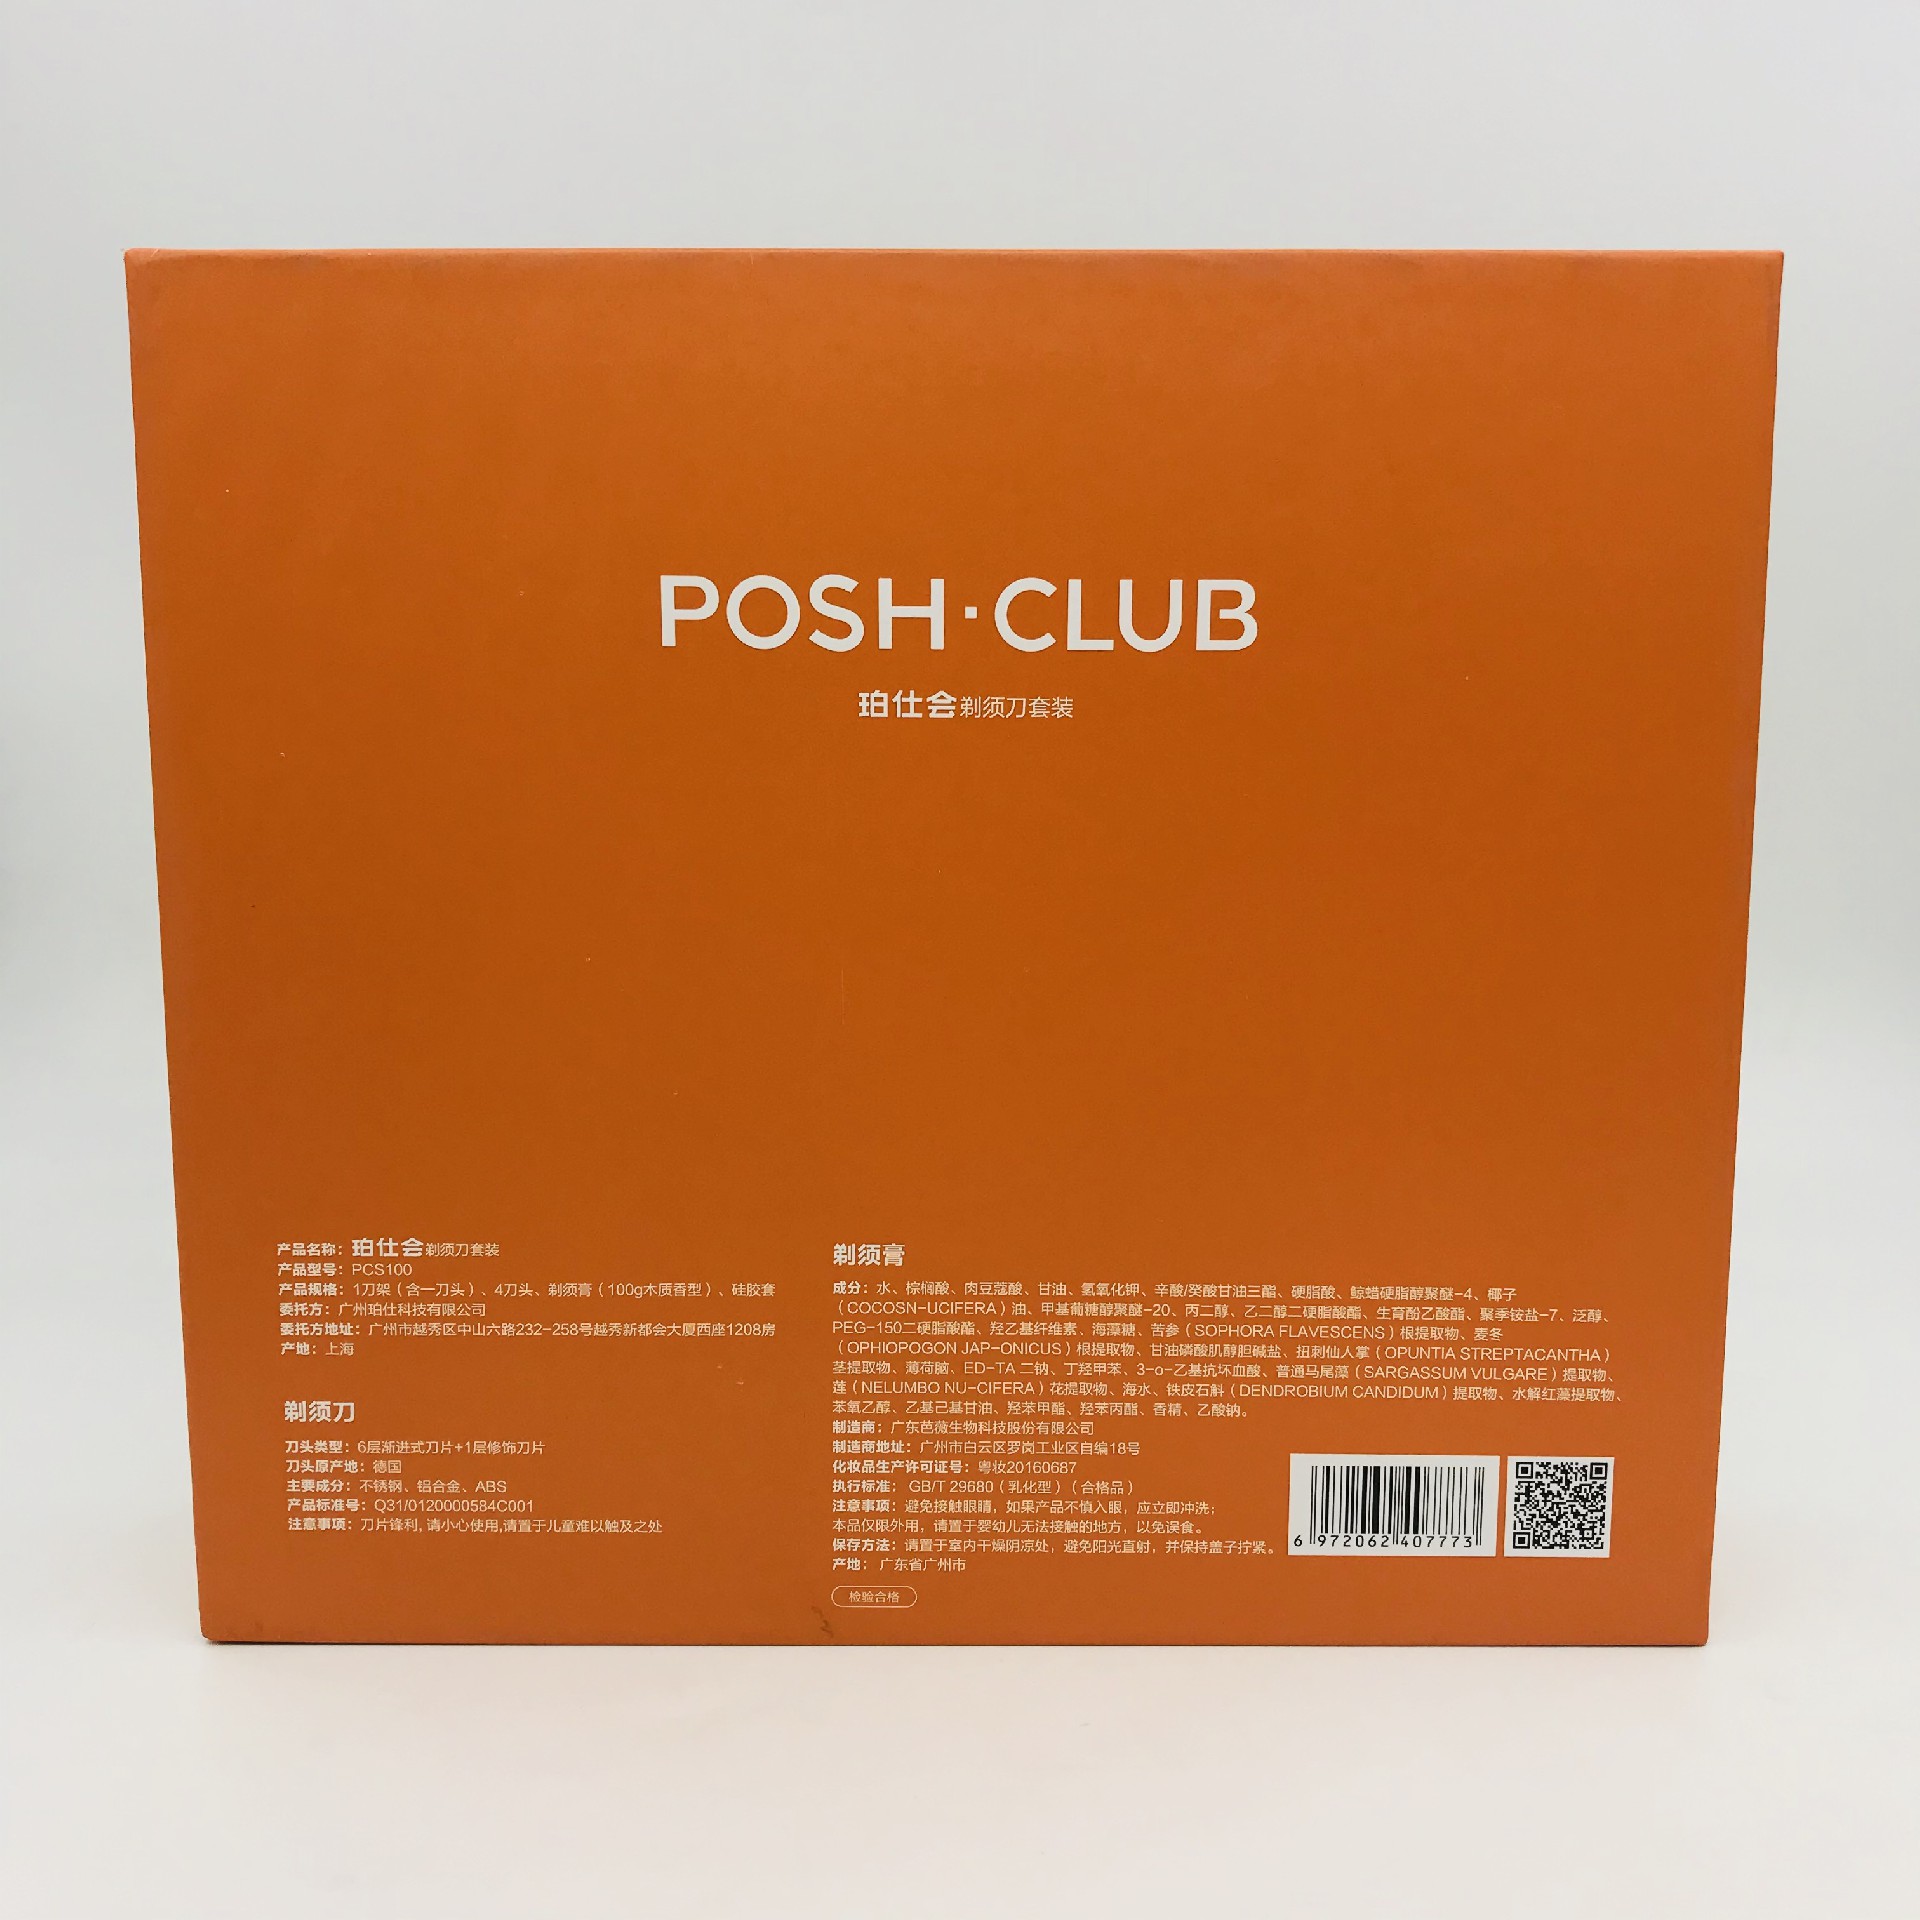 POSH·CLUB
珀仕会剃须刀套装
产品名称：珀仕会剃须刀套装
产品型号：PCS100
产品规格：1刀架（含一刀头）、4刀头、剃须膏（100g木质香型）、硅胶套
委托方：广州珀仕科技有限公司
委托方地址：广州市越秀区中山六路232-258号越秀新都会大厦西座1208房
产地：上海
剃须刀
刀头类型：6层渐进式刀片+1层修饰刀片
刀头原产地：德国
主要成分：不锈钢、铝合金、ABS
产品标准号：Q31/0120000584C001
注意事项：刀片锋利,请小心使用,请置于儿童难以触及之处
剃须膏
成分：水、棕榈酸、肉豆蔻酸、甘油、氢氧化钾、辛酸/癸酸甘油三酯、硬脂酸、鲸蜡硬脂醇聚醚-4、椰子
（COCOSN-UCIFERA）油、甲基葡糖醇聚醚-20、丙二醇、乙二醇二硬脂酸酯、生育酚乙酸酯、聚季铵盐-7、泛醇、
PEG-150二硬脂酸酯、羟乙基纤维素、海藻糖、苦参（SOPHORA FLAVESCENS）根提取物、麦冬
（OPHIOPOGON JAP-ONICUS）根提取物、甘油磷酸肌醇胆碱盐、扭刺仙人掌（OPUNTIA STREPTACANTHA）
茎提取物、薄荷脑、ED-TA 二钠、丁羟甲苯、3-o-乙基抗坏血酸、普通马尾藻（SARGASSUM VULGARE）提取物、
莲（NELUMBO NU-CIFERA）花提取物、海水、铁皮石斛（DENDROBIUM CANDIDUM）提取物、水解红藻提取物、
苯氧乙醇、乙基己基甘油、羟苯甲酯、羟苯丙酯、香精、乙酸钠。
制造商：广东芭薇生物科技股份有限公司
制造商地址：广州市白云区罗岗工业区自编18号
化妆品生产许可证号：粤妆20160687
执行标准： GB/T 29680（乳化型）（合格品）
注意事项：避免接触眼睛，如果产品不慎入眼，应立即冲洗；
本品仅限外用，请置于婴幼儿无法接触的地方，以免误食。
保存方法：请置于室内干燥阴凉处，避免阳光直射，并保持盖子拧紧。
产地： 广东省广州市
检验合格
6 972062 407773